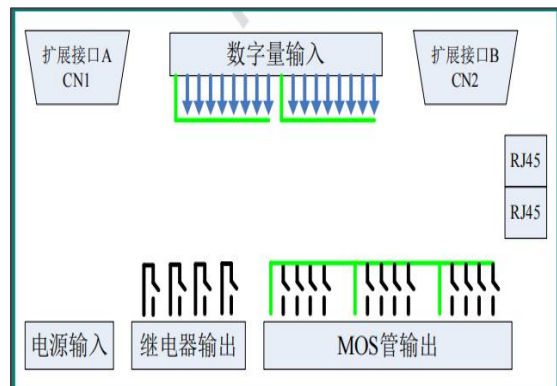 扩展接口A
CN1
数字量输入
扩展接口B
CN2
RJ45
RJ45
电源输入
继电器输出
MOS管输出